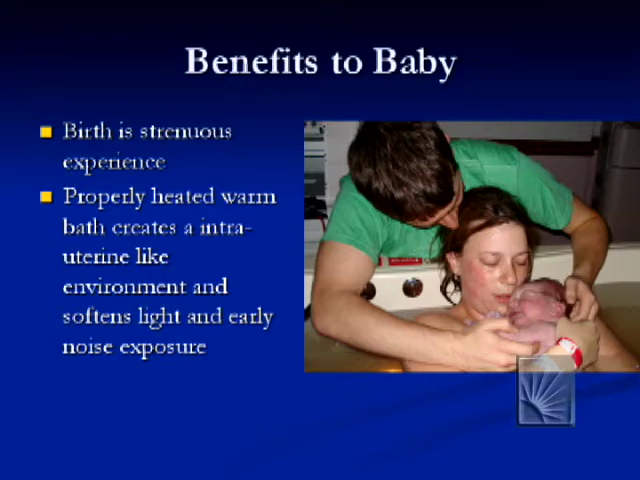 Benefits to Baby
Birth is strenuous
experience
Properly heated warm
bath creates a intra-
uterine like
environment and
softens light and early
noise exposure